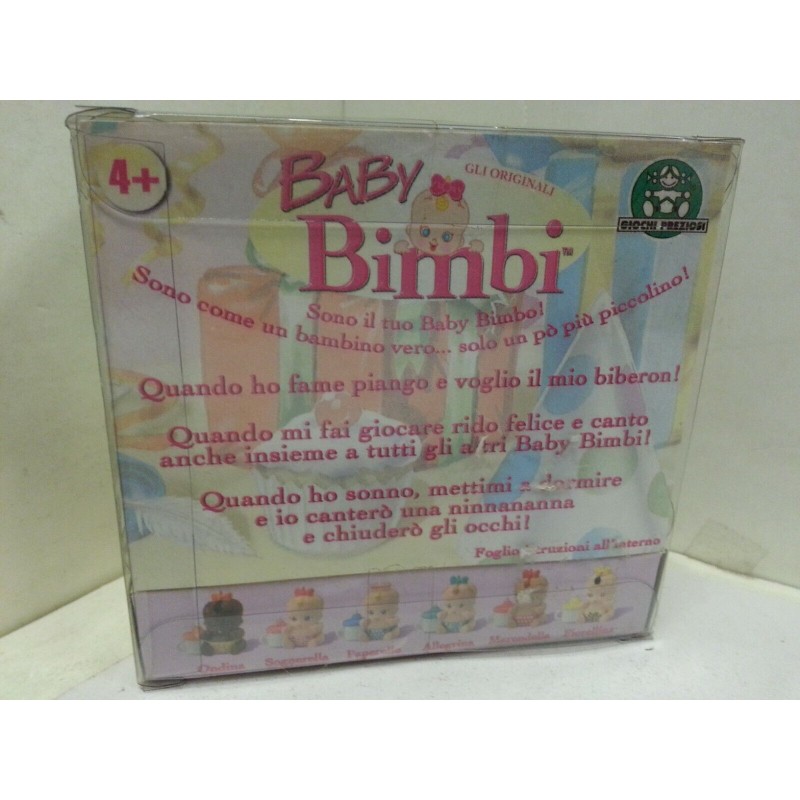 4+
BABY
GLI ORIGINALI
Bimbi™
GIOCHI PREZIOSI
Sono il tuo Baby Bimbo!
Sono come un bambino vero... solo un pò più piccolino!
Quando ho fame piango e voglio il mio biberon!
Quando mi fai giocare rido felice e canto
anche insieme a tutti gli altri Baby Bimbi!
Quando ho sonno, mettimi a dormire
e io canterò una ninnananna
e chiuderò gli occhi!
Foglio istruzioni all'interno
Ondina Allegrina